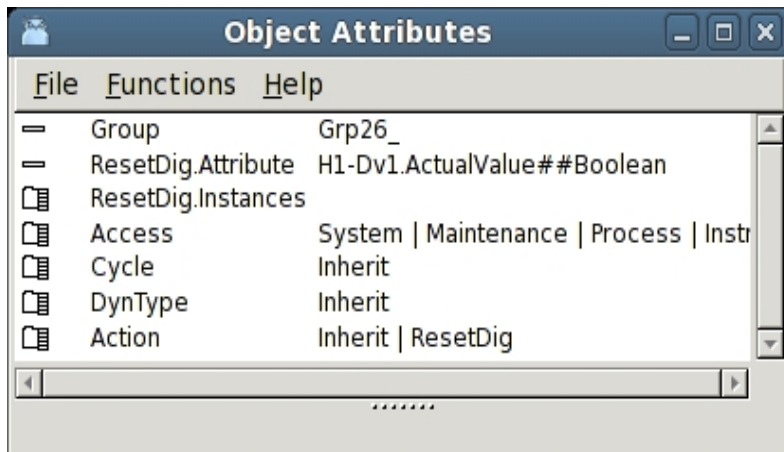 Object Attributes
File Functions Help
Group Grp26_
ResetDig.Attribute H1-Dv1.ActualValue##Boolean
ResetDig.Instances
Access System | Maintenance | Process | Instr
Cycle Inherit
DynType Inherit
Action Inherit | ResetDig